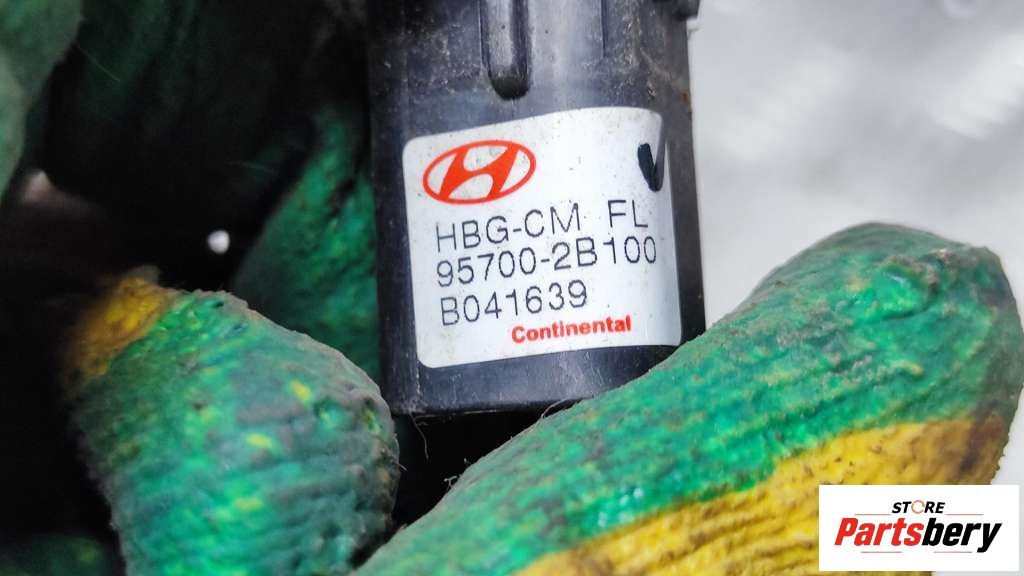 HBG-CM FL
95700-2B100
B041639
Continental
STORE
Partsbery